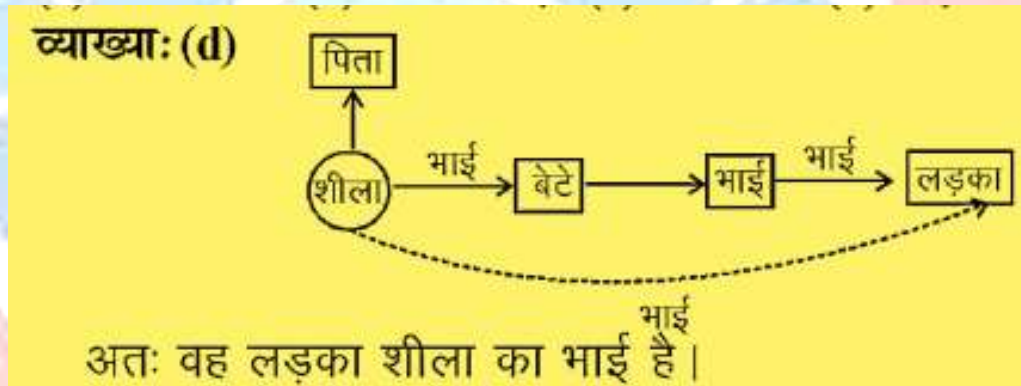 व्याख्या: (d)
पिता
शीला
भाई
बेटे
भाई
भाई
लड़का
भाई
अतः वह लड़का शीला का भाई है।